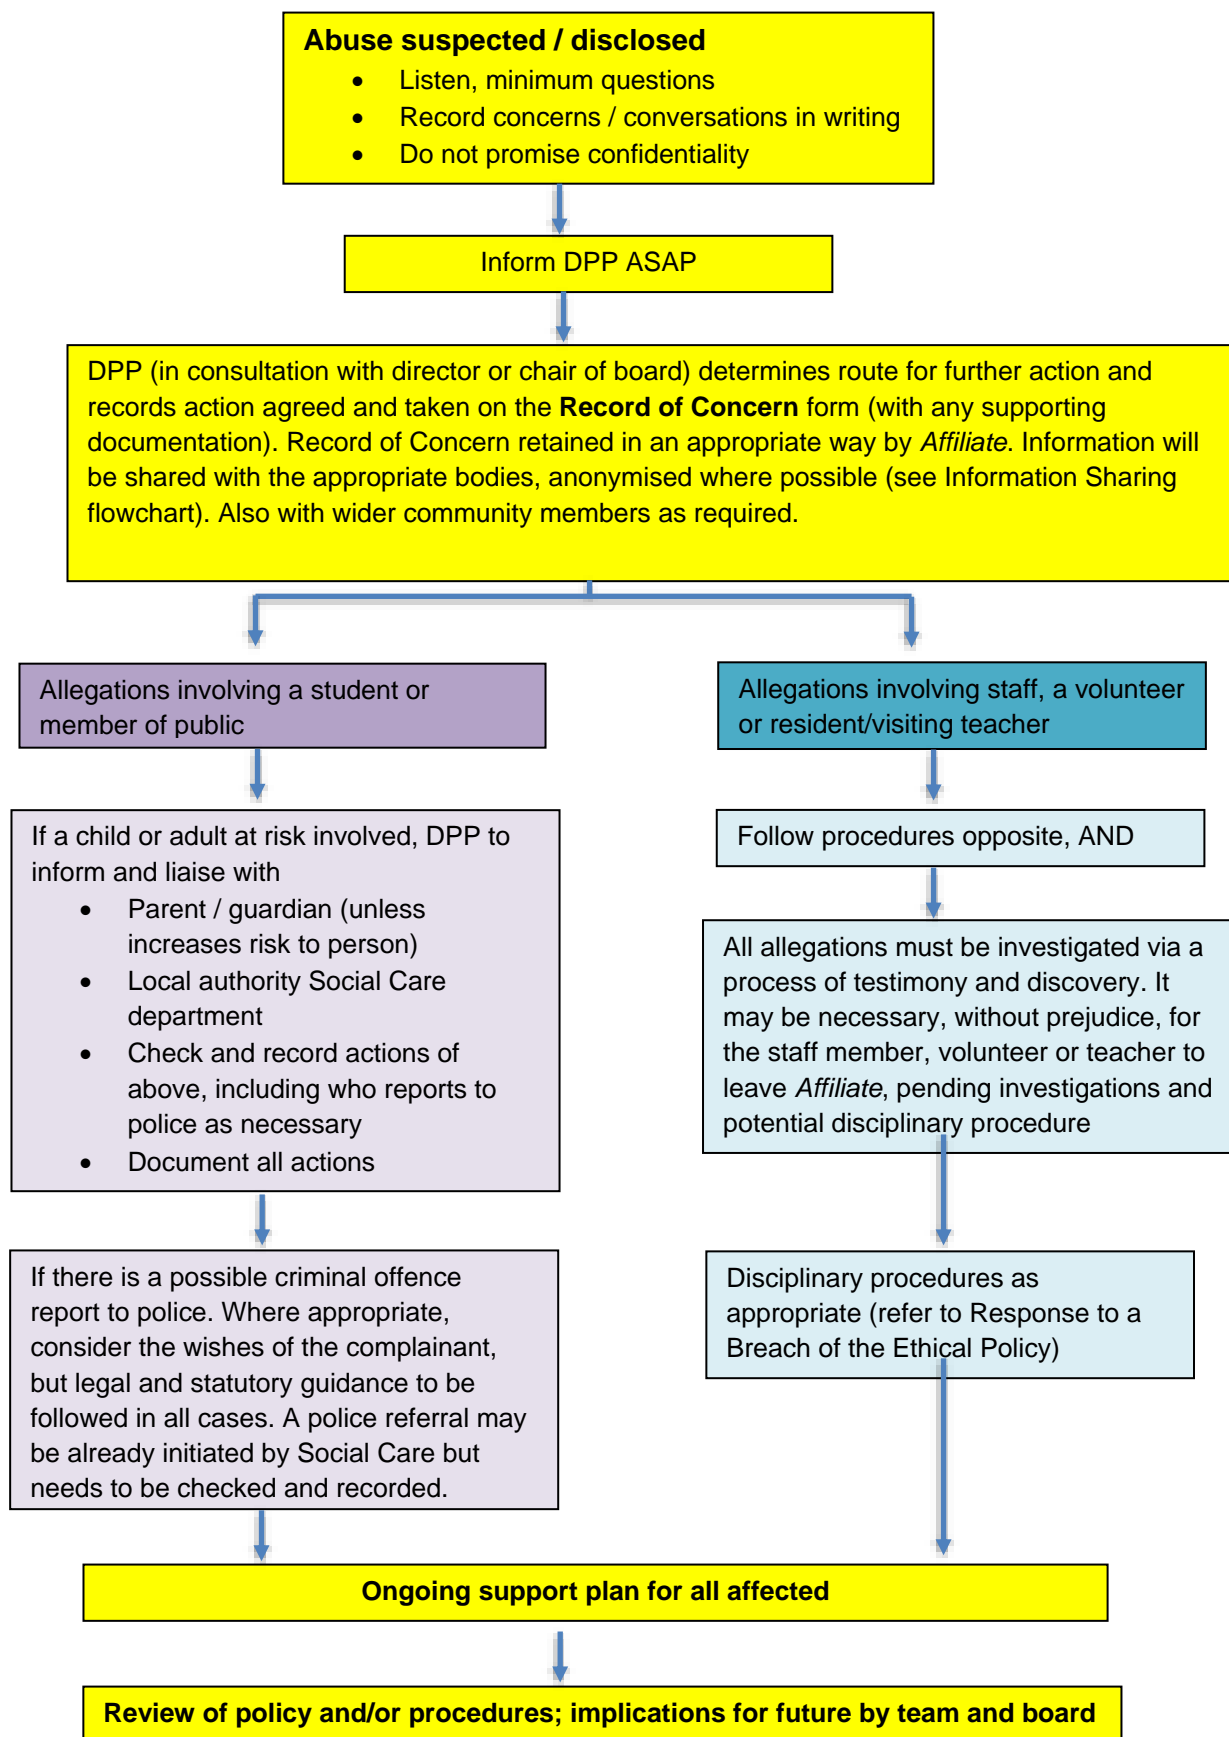 Abuse suspected / disclosed
• Listen, minimum questions
• Record concerns / conversations in writing
• Do not promise confidentiality
Inform DPP ASAP
DPP (in consultation with director or chair of board) determines route for further action and
records action agreed and taken on the Record of Concern form (with any supporting
documentation). Record of Concern retained in an appropriate way by Affiliate. Information will
be shared with the appropriate bodies, anonymised where possible (see Information Sharing
flowchart). Also with wider community members as required.
Allegations involving a student or
member of public
If a child or adult at risk involved, DPP to
inform and liaise with
• Parent / guardian (unless
increases risk to person)
• Local authority Social Care
department
• Check and record actions of
above, including who reports to
police as necessary
• Document all actions
If there is a possible criminal offence
report to police. Where appropriate,
consider the wishes of the complainant,
but legal and statutory guidance to be
followed in all cases. A police referral may
be already initiated by Social Care but
needs to be checked and recorded.
Allegations involving staff, a volunteer
or resident/visiting teacher
Follow procedures opposite, AND
All allegations must be investigated via a
process of testimony and discovery. It
may be necessary, without prejudice, for
the staff member, volunteer or teacher to
leave Affiliate, pending investigations and
potential disciplinary procedure
Disciplinary procedures as
appropriate (refer to Response to a
Breach of the Ethical Policy)
Ongoing support plan for all affected
Review of policy and/or procedures; implications for future by team and board